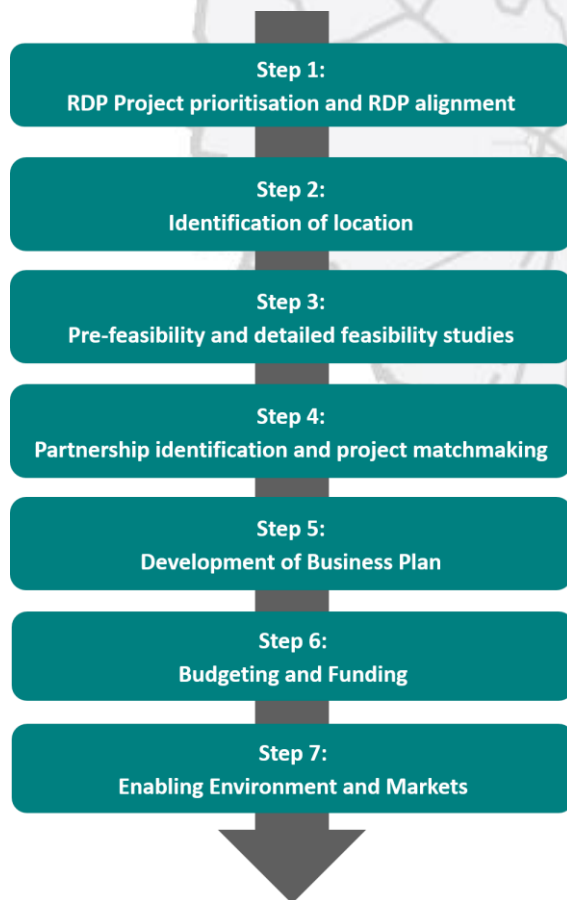 Step 1:
RDP Project prioritisation and RDP alignment
Step 2:
Identification of location
Step 3:
Pre-feasibility and detailed feasibility studies
Step 4:
Partnership identification and project matchmaking
Step 5:
Development of Business Plan
Step 6:
Budgeting and Funding
Step 7:
Enabling Environment and Markets